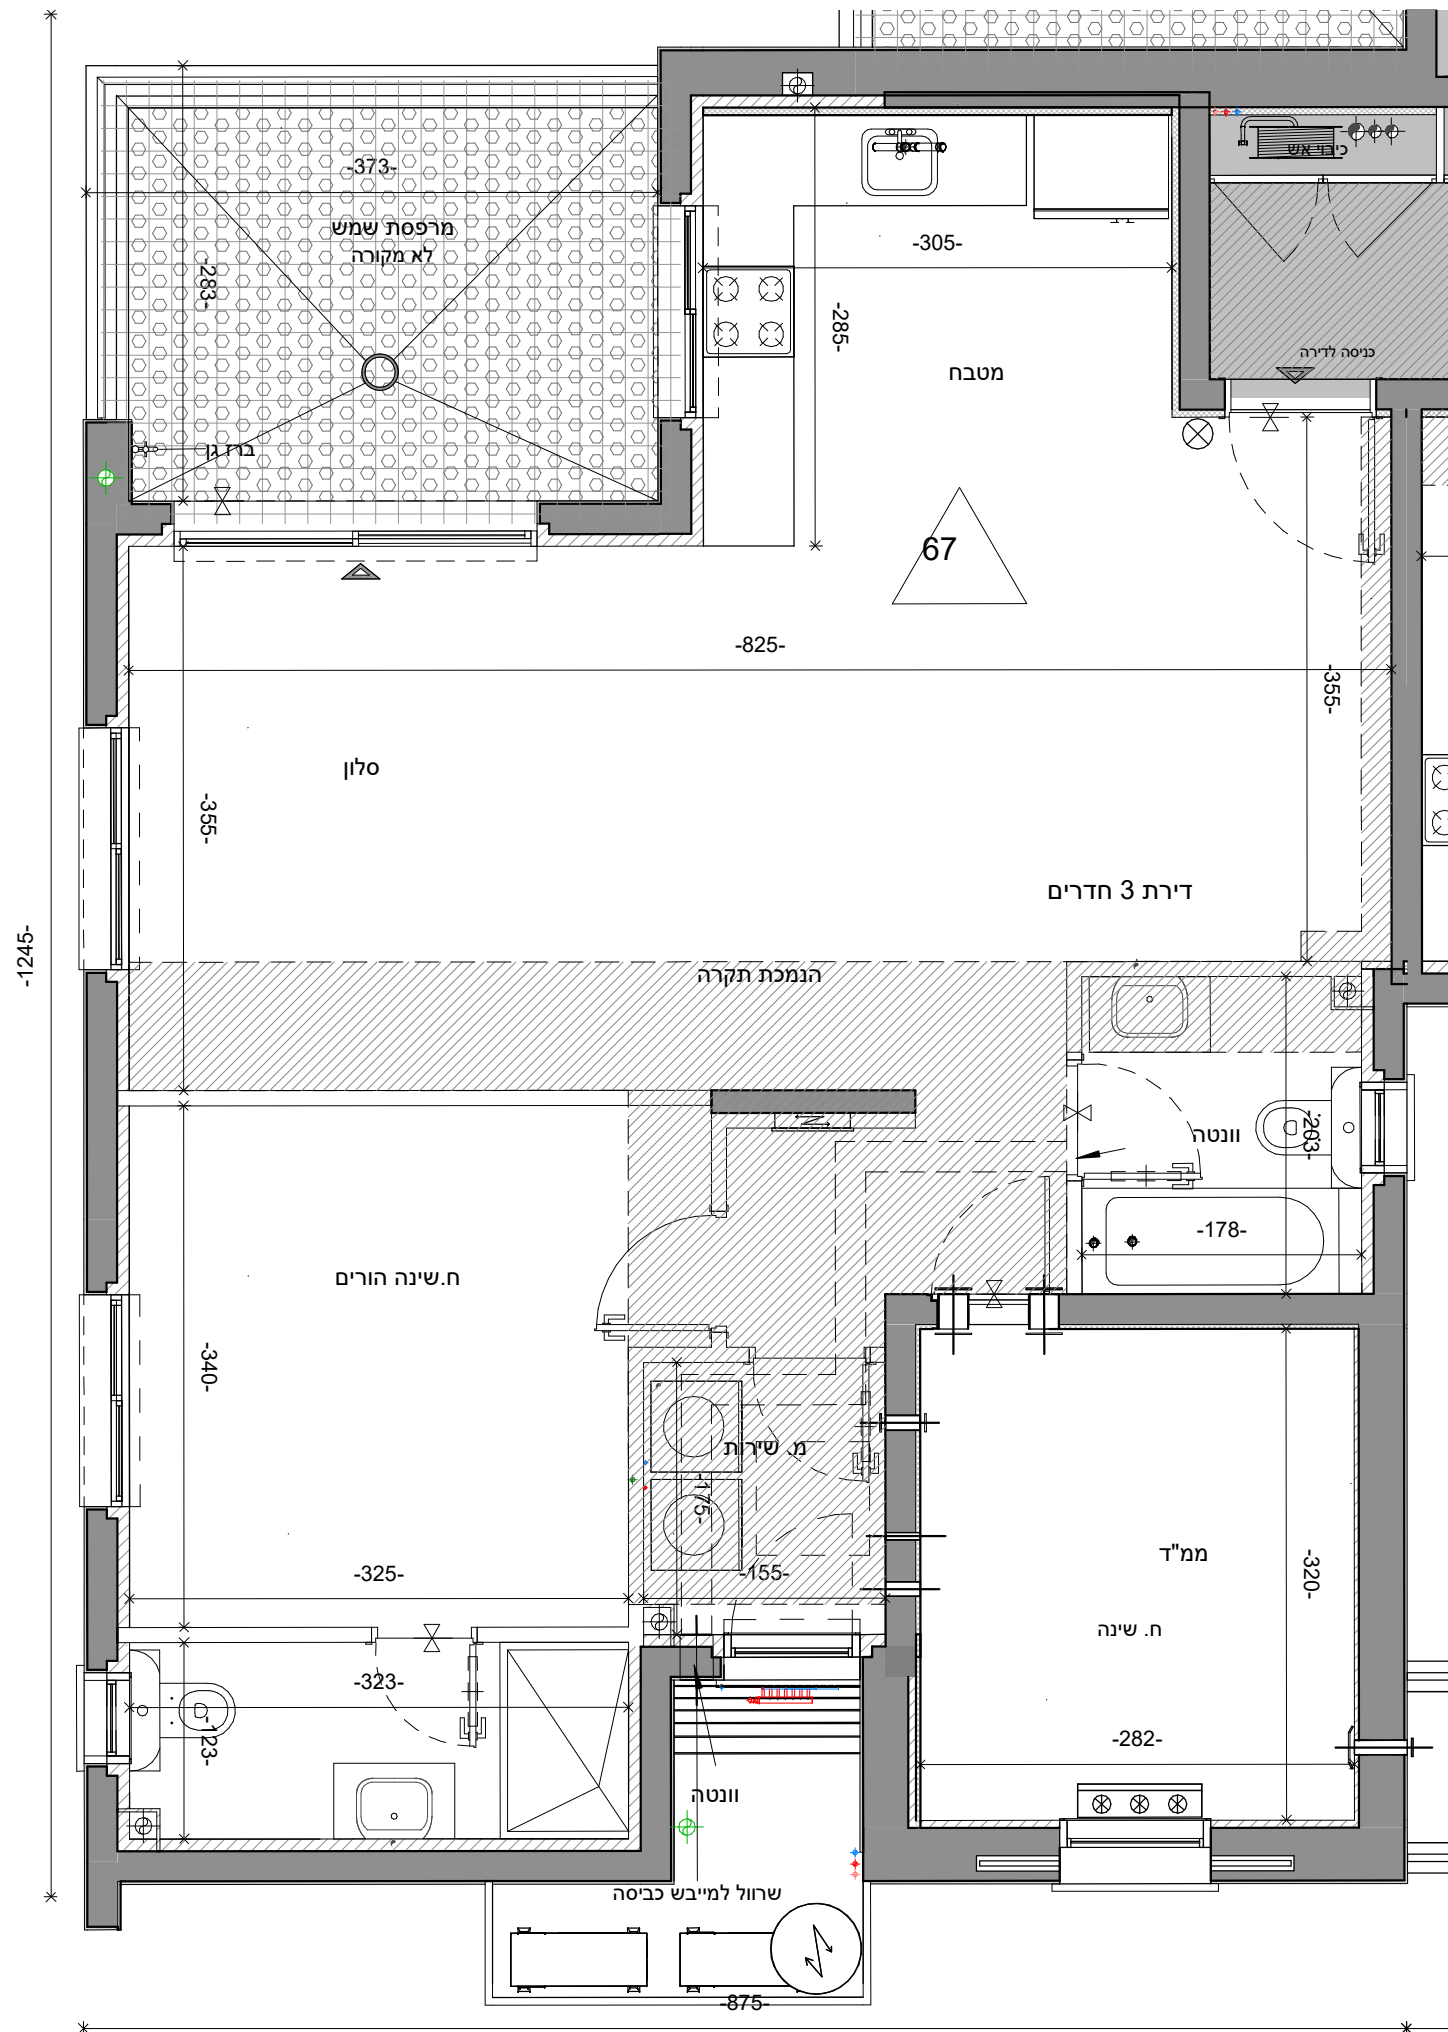 -373-
מרפסת שמש
לא מקורה
-283-
ברז גן
-305-
-285-
מטבח
כיבוי אש
כניסה לדירה
67
-825-
-355-
סלון
-355-
דירת 3 חדרים
-1245-
הנמכת תקרה
וונטה
-203-
-178-
ח.שינה הורים
-340-
מ. שירות
-175-
-325-
-155-
ממ"ד
-320-
ח. שינה
-323-
-123-
-282-
וונטה
שרוול למייבש כביסה
-875-